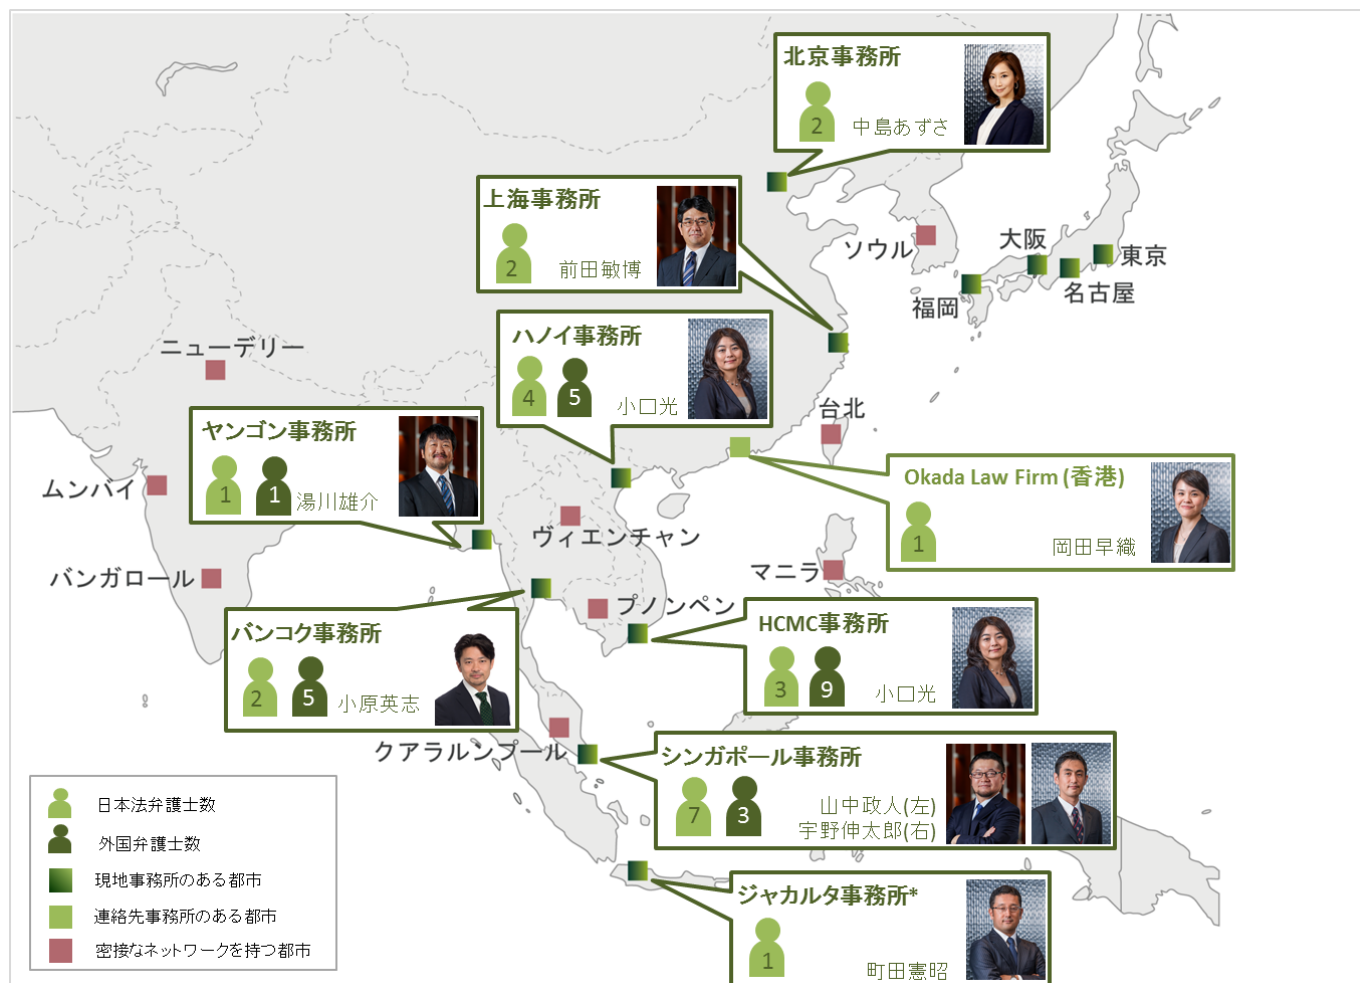 北京事務所
2
中島あずさ
上海事務所
2
前田敏博
ソウル
大阪
東京
名古屋
福岡
ハノイ事務所
4
5
小口光
ニューデリー
台北
ヤンゴン事務所
1
1
湯川雄介
ムンバイ
Okada Law Firm (香港)
1
岡田早織
ヴィエンチャン
バンガロール
マニラ
プノンペン
バンコク事務所
2
5
小原英志
HCMC事務所
3
9
小口光
クアラルンプール
シンガポール事務所
7
3
山中政人(左)
宇野伸太郎(右)
ジャカルタ事務所*
1
町田憲昭
日本法弁護士数
外国弁護士数
現地事務所のある都市
連絡先事務所のある都市
密接なネットワークを持つ都市